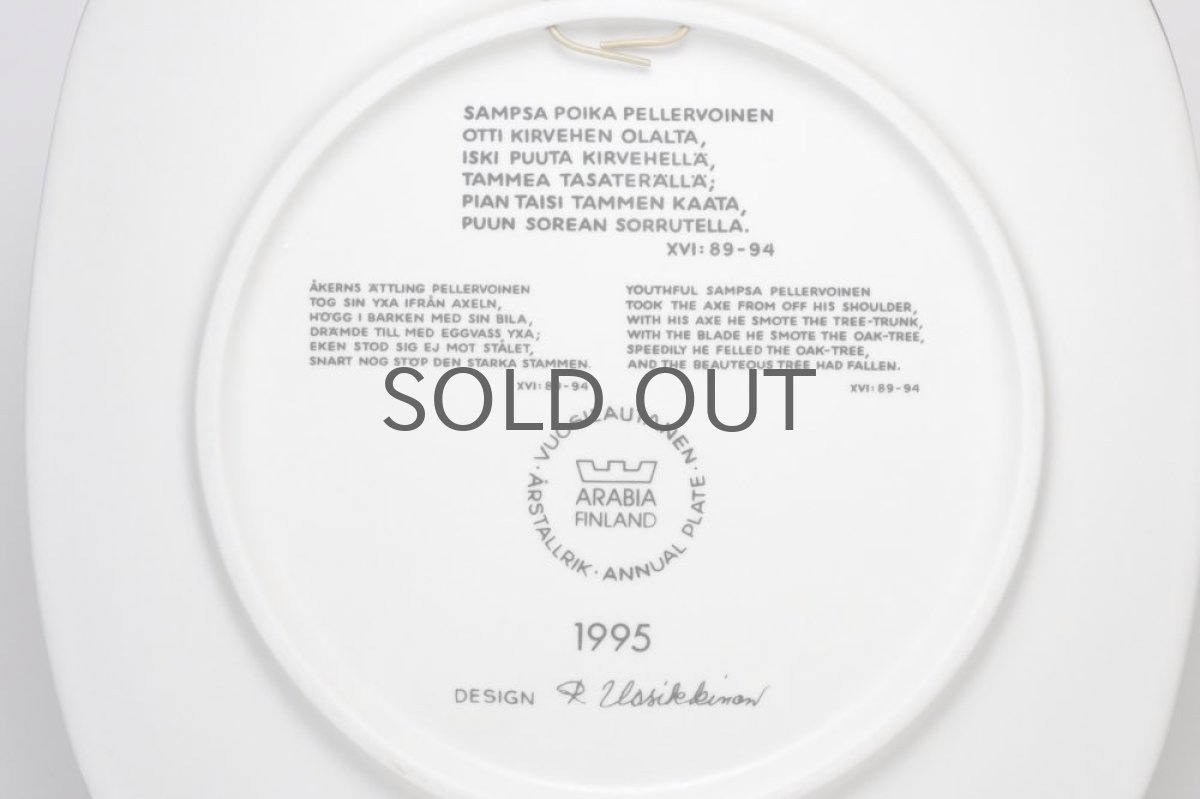 SAMPSA POIKA PELLERVOINEN
OTTI KIRVEHEN OLALTA,
ISKI PUUTA KIRVEHELLÄ,
TAMMEA TASATERÄLLÄ;
PIAN TAISI TAMMEN KAATA,
PUUN SOREAN SORRUTELLA.
XVI: 89-94
ÅKERNS ÄTTLING PELLERVOINEN
TOG SIN YXA IFRÅN AXELN,
HÖGG I BARKEN MED SIN BILA,
DRÄMDE TILL MED EGGVASS YXA;
EKEN STOD SIG EJ MOT STÅLET,
SNART NOG STÖP DEN STARKA STAMMEN.
XVI: 89-94
YOUTHFUL SAMPSA PELLERVOINEN
TOOK THE AXE FROM OFF HIS SHOULDER,
WITH HIS AXE HE SMOTE THE TREE-TRUNK,
WITH THE BLADE HE SMOTE THE OAK-TREE,
SPEEDILY HE FELLED THE OAK-TREE,
AND THE BEAUTEOUS TREE HAD FALLEN.
XVI: 89-94
SOLD OUT
· VUOSILAUTANEN · ANNUAL PLATE · ÅRSTALLRIK
ARABIA
FINLAND
1995
DESIGN R Uosikkinen